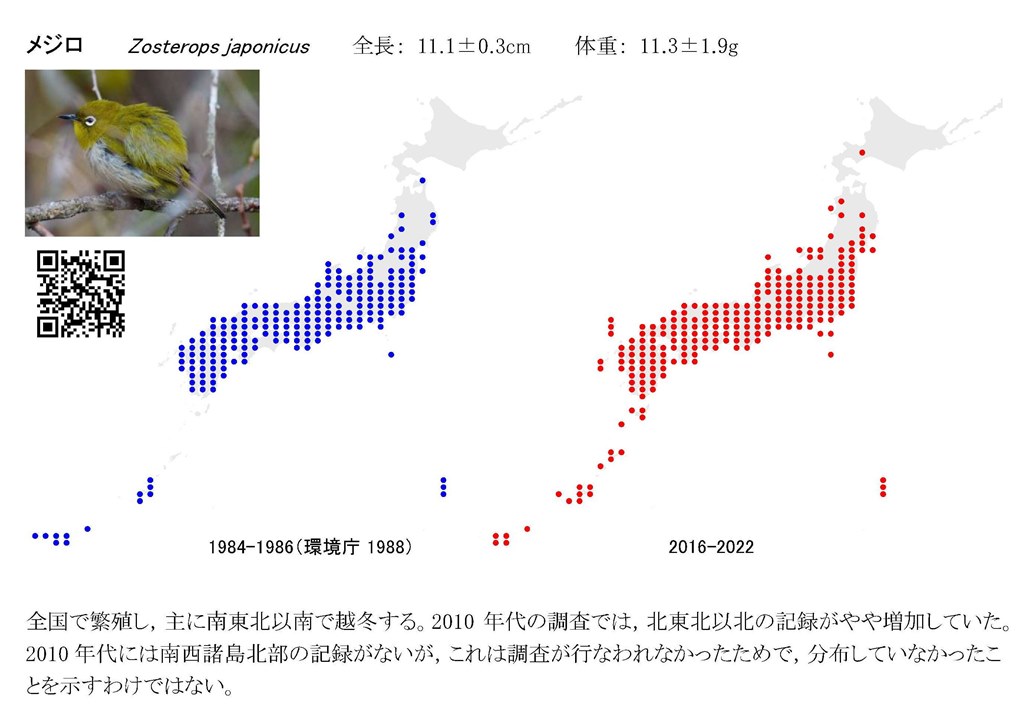 メジロ Zosterops japonicus 全長： 11.1±0.3cm 体重： 11.3±1.9g
1984-1986（環境庁 1988） 2016-2022
全国で繁殖し，主に南東北以南で越冬する。2010 年代の調査では，北東北以北の記録がやや増加していた。
2010 年代には南西諸島北部の記録がないが，これは調査が行なわれなかったためで，分布していなかったこ
とを示すわけではない。